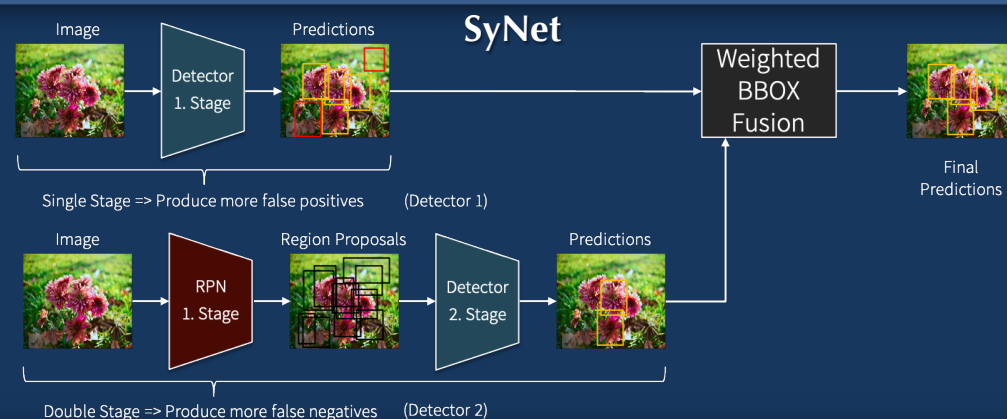 SyNet
Image
Predictions
Detector
1. Stage
Weighted
BBOX
Fusion
Final
Predictions
Single Stage => Produce more false positives (Detector 1)
Image
Region Proposals
Predictions
RPN
1. Stage
Detector
2. Stage
Double Stage => Produce more false negatives (Detector 2)